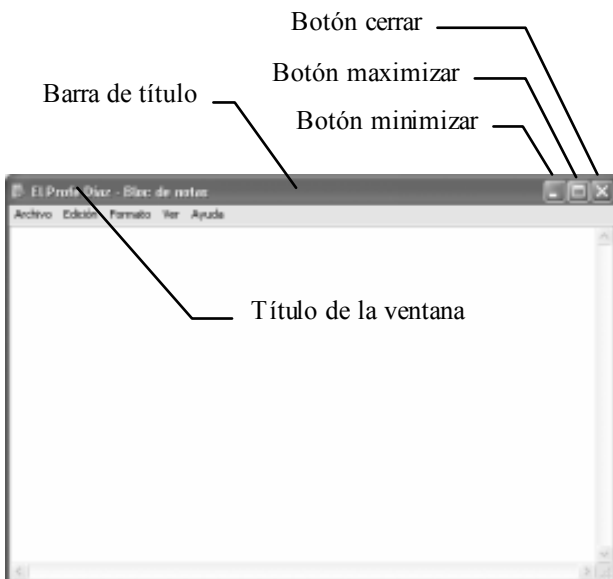 Botón cerrar
Botón maximizar
Barra de título
Botón minimizar
El Profe Díaz - Bloc de notas
Archivo Edición Formato Ver Ayuda
Título de la ventana